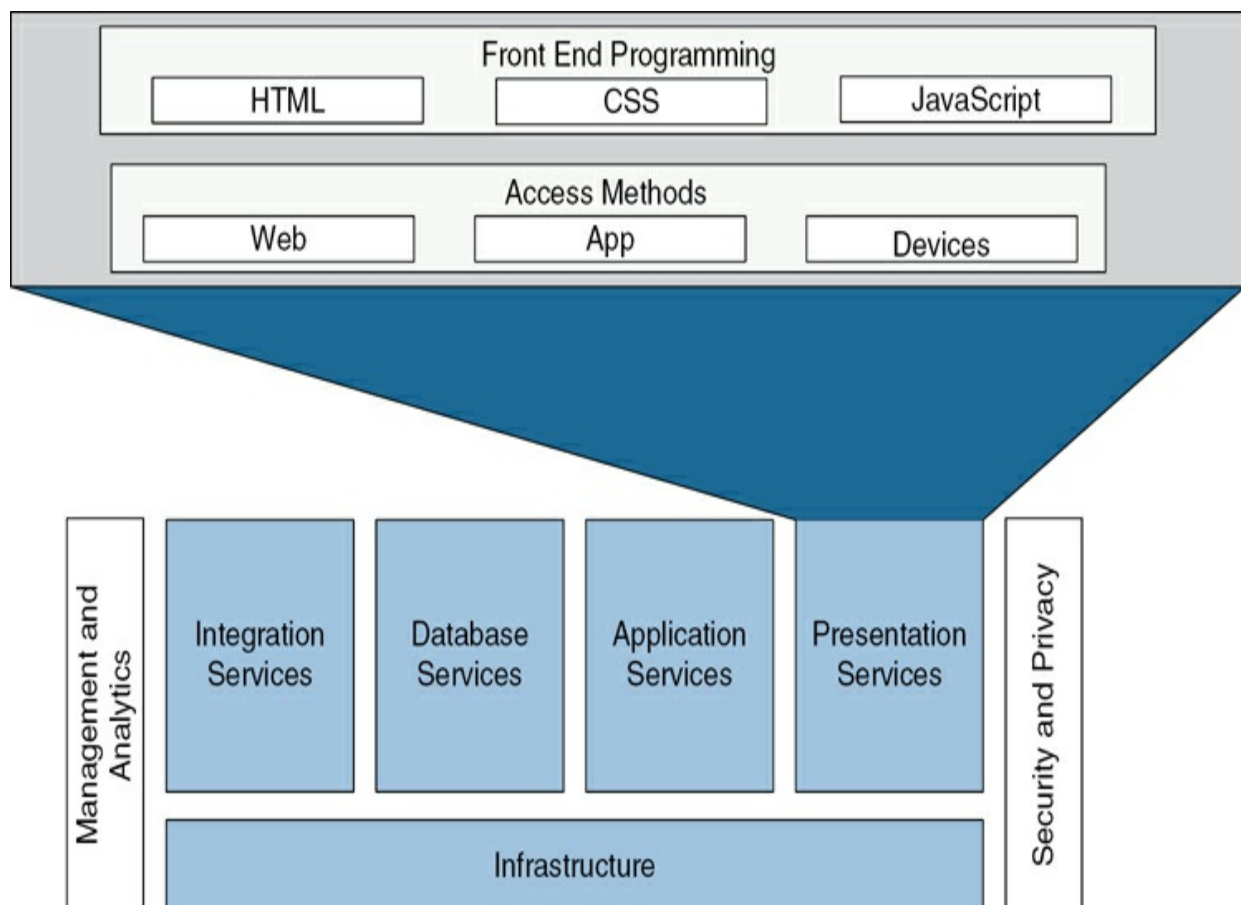 Front End Programming
HTML
CSS
JavaScript
Access Methods
Web
App
Devices
Management and
Analytics
Integration
Services
Database
Services
Application
Services
Presentation
Services
Security and Privacy
Infrastructure